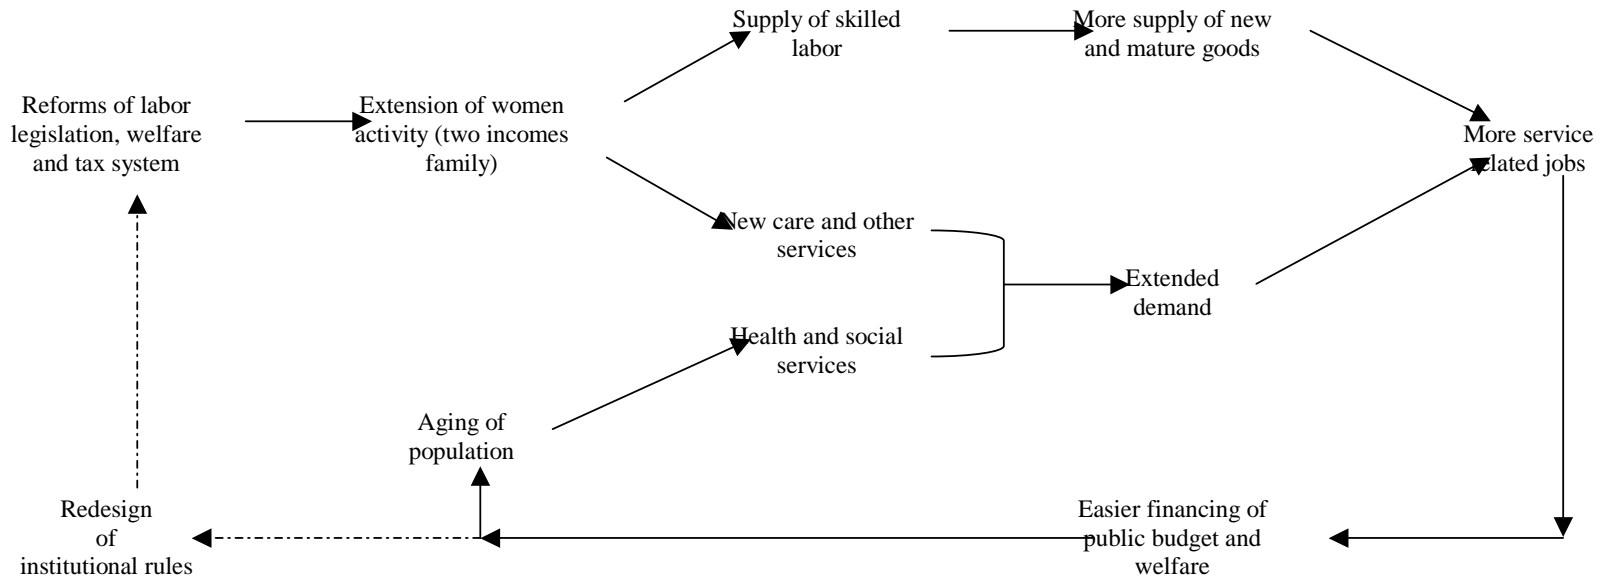 Supply of skilled
labor
More supply of new
and mature goods
Reforms of labor
legislation, welfare
and tax system
Extension of women
activity (two incomes
family)
More service
related jobs
New care and other
services
Extended
demand
Health and social
services
Aging of
population
Redesign
of
institutional rules
Easier financing of
public budget and
welfare